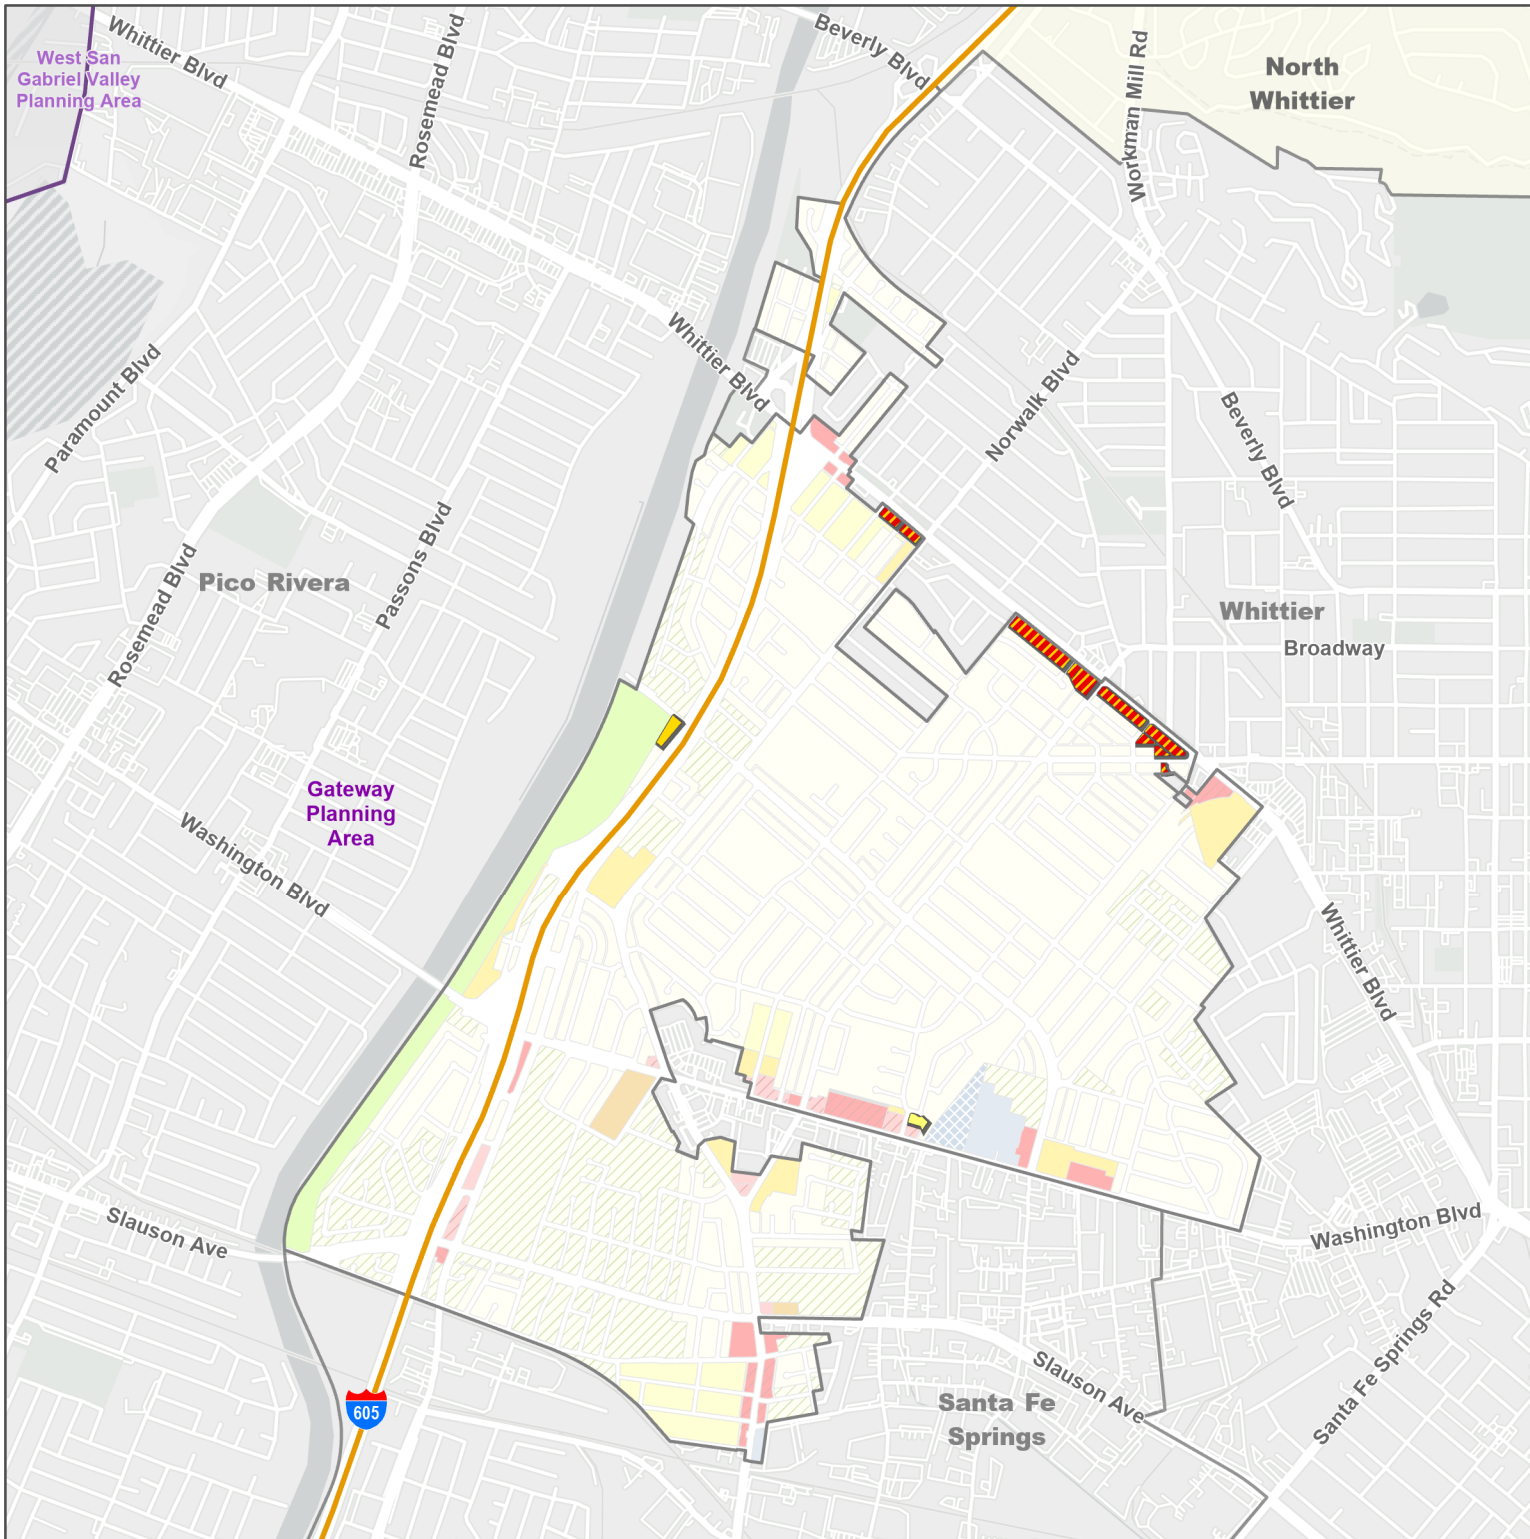 Whittier Blvd
Rosemead Blvd
Beverly Blvd
Workman Mill Rd
North
Whittier
West San
Gabriel Valley
Planning Area
Whittier Blvd
Paramount Blvd
Norwalk Blvd
Beverly Blvd
Passons Blvd
Rosemead Blvd
Pico Rivera
Whittier
Broadway
Gateway
Planning
Area
Washington Blvd
Whittier Blvd
Slauson Ave
Washington Blvd
Santa Fe Springs Rd
Slauson Ave
Santa Fe
Springs
605